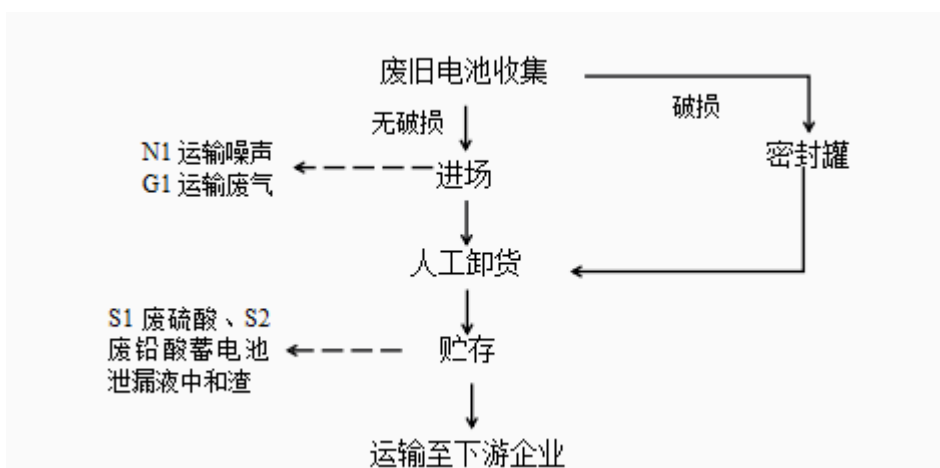 废旧电池收集
无破损
破损
N1 运输噪声
G1 运输废气
进场
密封罐
人工卸货
S1 废硫酸、S2
废铅酸蓄电池
泄漏液中和渣
贮存
运输至下游企业